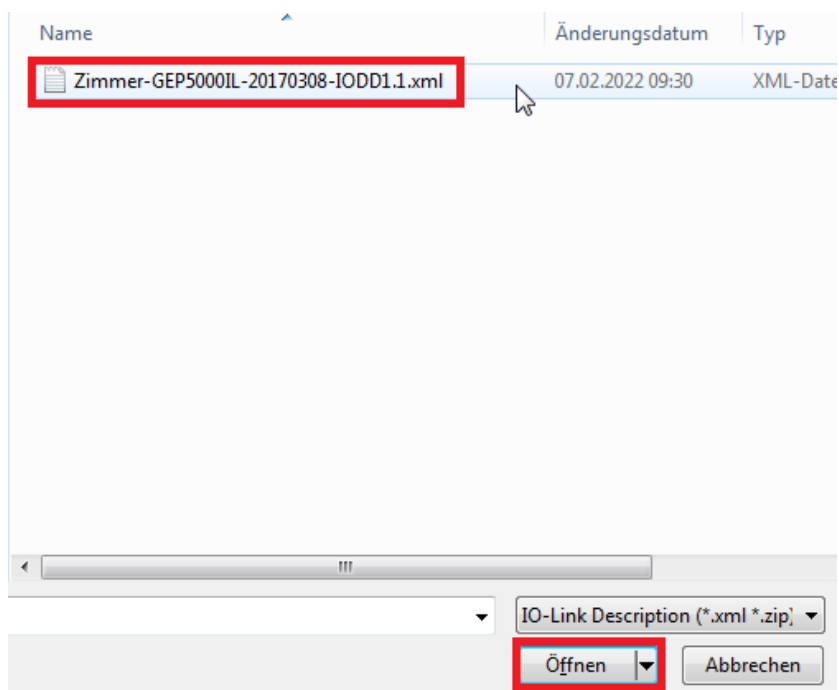 Name Änderungsdatum Typ
Zimmer-GEP5000IL-20170308-IODD1.1.xml 07.02.2022 09:30 XML-Date
IO-Link Description (*.xml *.zip)
Öffnen Abbrechen